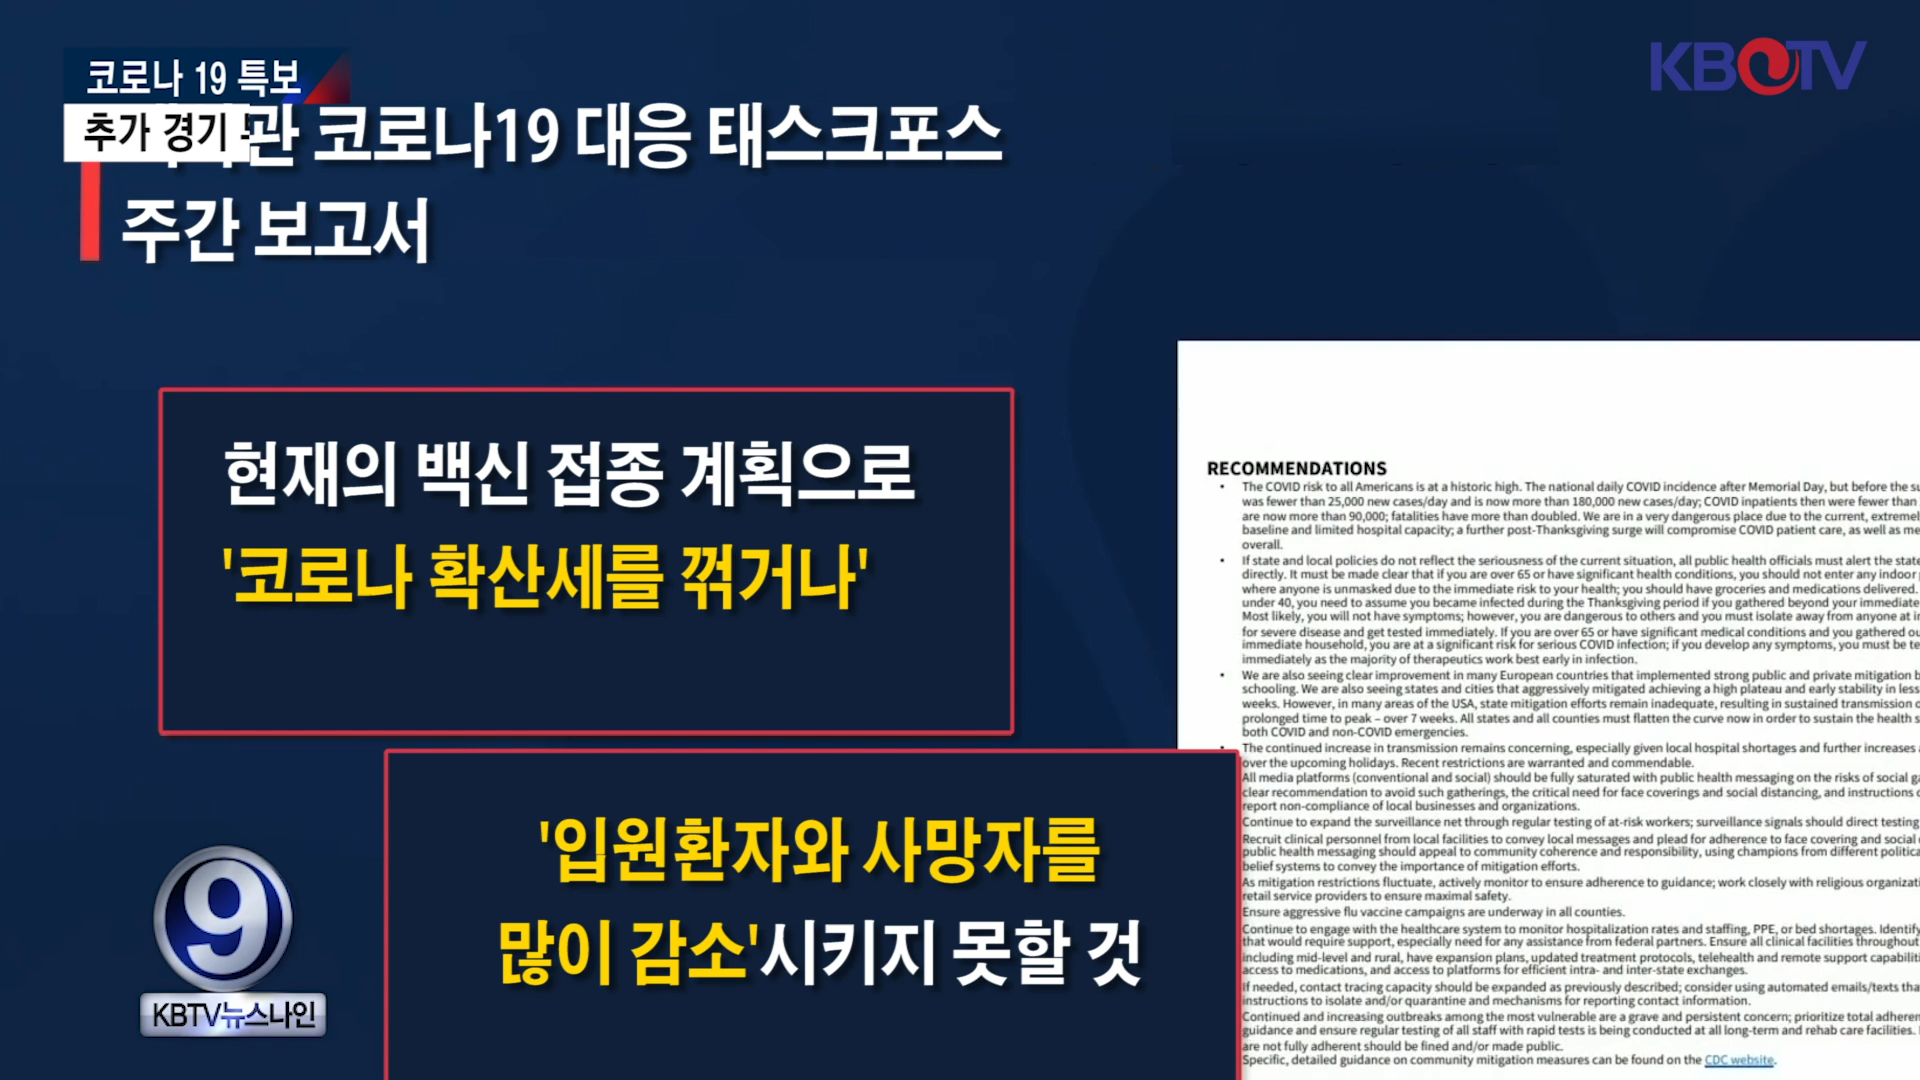 코로나 19 특보
KBTV
추가 경기
관 코로나19 대응 태스크포스
주간 보고서
현재의 백신 접종 계획으로
'코로나 확산세를 꺾거나'
'입원환자와 사망자를
많이 감소'시키지 못할 것
9
KBTV뉴스나인
RECOMMENDATIONS
• The COVID risk to all Americans is at a historic high. The national daily COVID incidence after Memorial Day, but before the
was fewer than 25,000 new cases/day and is now more than 180,000 new cases/day; COVID inpatients then were fewer than
are now more than 90,000; fatalities have more than doubled. We are in a very dangerous place due to the current,
baseline and limited hospital capacity; a further post-Thanksgiving surge will compromise COVID patient care, as well as
overall.
• If state and local policies do not reflect the seriousness of the current situation, all public health officials must alert the
directly. It must be made clear that if you are over 65 or have significant health conditions, you should not enter any indoor
where anyone is unmasked due to the immediate risk to your health; you should have groceries and medications delivered.
under 40, you need to assume you became infected during the Thanksgiving period if you gathered beyond your immediate
Most likely, you will not have symptoms; however, you are dangerous to others and you must isolate away from anyone at
for severe disease and get tested immediately. If you are over 65 or have significant medical conditions and you gathered
immediate household, you are at a significant risk for serious COVID infection; if you develop any symptoms, you must be
immediately as the majority of therapeutics work best early in infection.
• We are also seeing clear improvement in many European countries that implemented strong public and private mitigation
schooling. We are also seeing states and cities that aggressively mitigated achieving a high plateau and early stability in less
weeks. However, in many areas of the USA, state mitigation efforts remain inadequate, resulting in sustained transmission
prolonged time to peak – over 7 weeks. All states and all counties must flatten the curve now in order to sustain the health
both COVID and non-COVID emergencies.
The continued increase in transmission remains concerning, especially given local hospital shortages and further increases
over the upcoming holidays. Recent restrictions are warranted and commendable.
All media platforms (conventional and social) should be fully saturated with public health messaging on the risks of social
clear recommendation to avoid such gatherings, the critical need for face coverings and social distancing, and instructions
report non-compliance of local businesses and organizations.
Continue to expand the surveillance net through regular testing of at-risk workers; surveillance signals should direct testing
Recruit clinical personnel from local facilities to convey local messages and plead for adherence to face covering and social
public health messaging should appeal to community coherence and responsibility, using champions from different
belief systems to convey the importance of mitigation efforts.
As mitigation restrictions fluctuate, actively monitor to ensure adherence to guidance; work closely with religious
retail service providers to ensure maximal safety.
Ensure aggressive flu vaccine campaigns are underway in all counties.
Continue to engage with the healthcare system to monitor hospitalization rates and staffing, PPE, or bed shortages. Identify
that would require support, especially need for any assistance from federal partners. Ensure all clinical facilities throughout
including mid-level and rural, have expansion plans, updated treatment protocols, telehealth and remote support
access to medications, and access to platforms for efficient intra- and inter-state exchanges.
If needed, contact tracing capacity should be expanded as previously described; consider using automated emails/texts
instructions to isolate and/or quarantine and mechanisms for reporting contact information.
Continued and increasing outbreaks among the most vulnerable are a grave and persistent concern; prioritize total
guidance and ensure regular testing of all staff with rapid tests is being conducted at all long-term and rehab care facilities.
are not fully adherent should be fined and/or made public.
Specific, detailed guidance on community mitigation measures can be found on the CDC website.